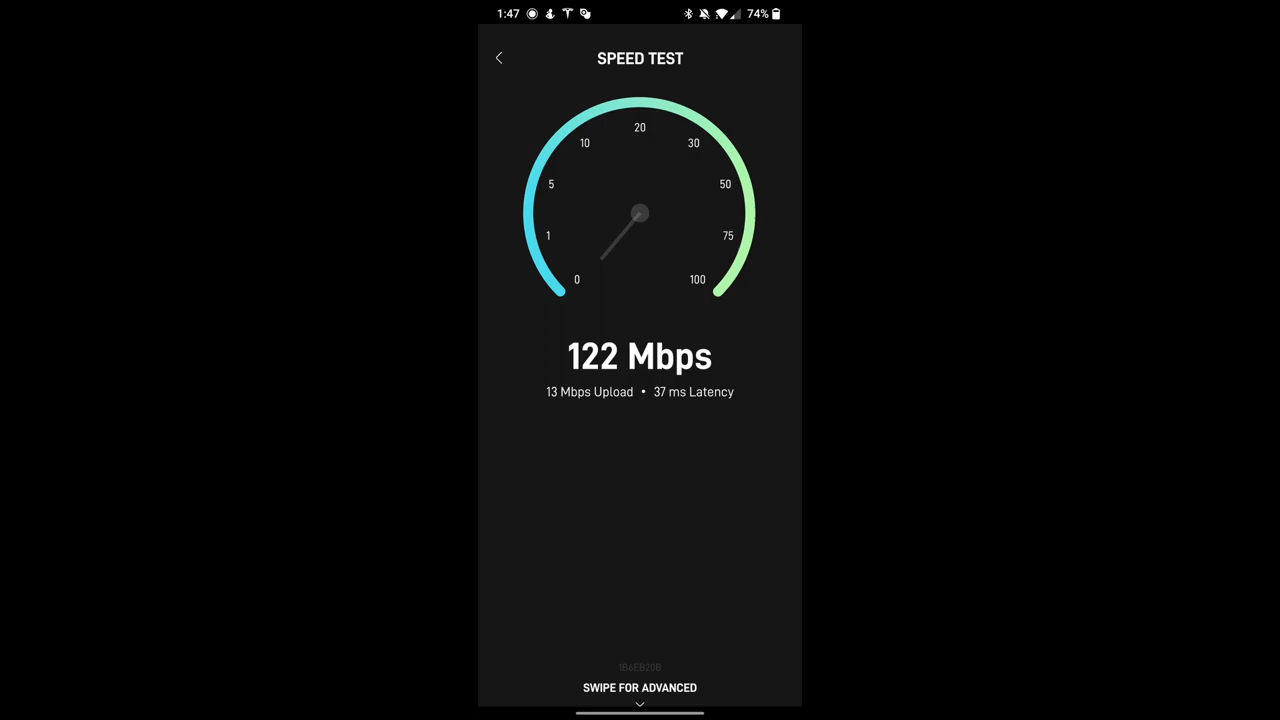 1:47 74%
SPEED TEST
20
10 30
5 50
1 75
0 100
122 Mbps
13 Mbps Upload • 37 ms Latency
1B6EB20B
SWIPE FOR ADVANCED